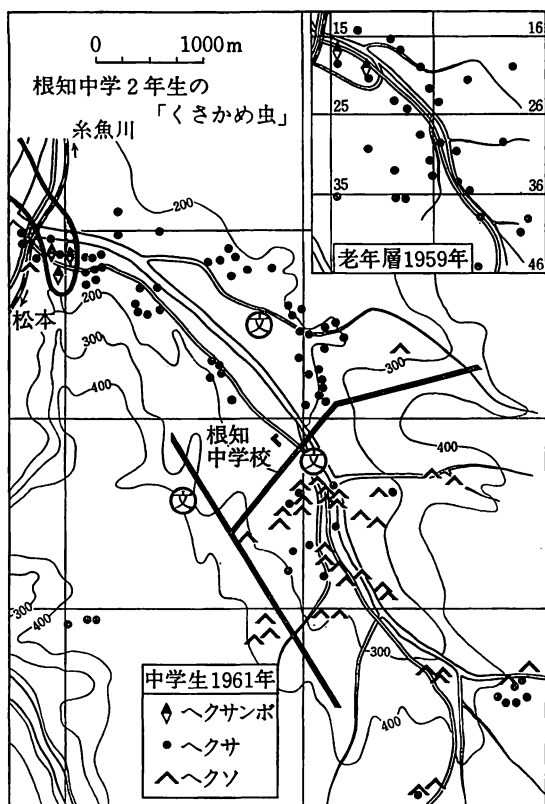 0 1000m
根知中学2年生の
「くさかめ虫」
糸魚川
松本
200
200
300
400
300
400
根知
中学校
文
文
文
300
400
300
400
15
16
25
26
35
36
45
46
老年層1959年
中学生1961年
ヘクサンボ
ヘクサ
ヘクソ